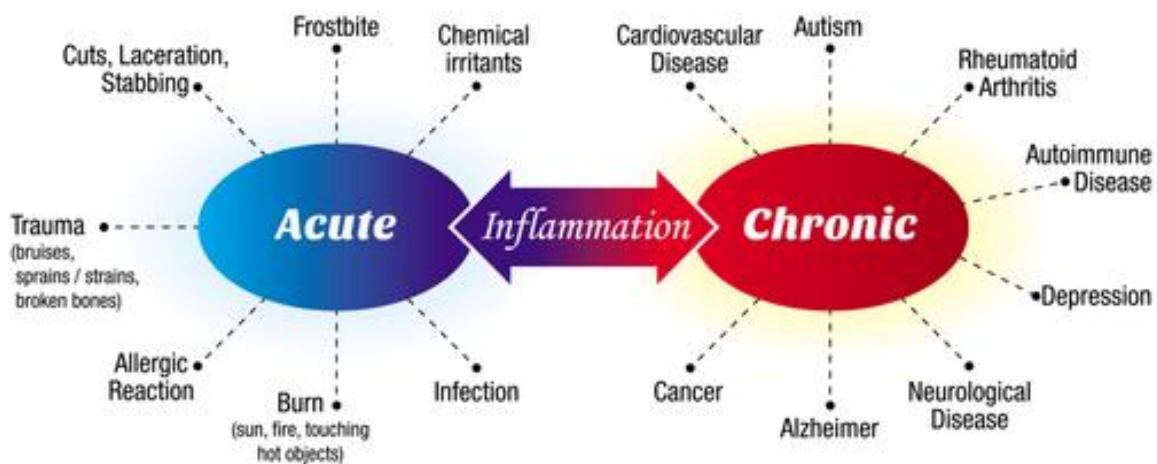 Frostbite
Cuts, Laceration,
Stabbing
Chemical
irritants
Trauma
(bruises,
sprains / strains,
broken bones)
Acute
Allergic
Reaction
Burn
(sun, fire, touching
hot objects)
Infection
Inflammation
Cardiovascular
Disease
Autism
Rheumatoid
Arthritis
Autoimmune
Disease
Chronic
Depression
Cancer
Alzheimer
Neurological
Disease